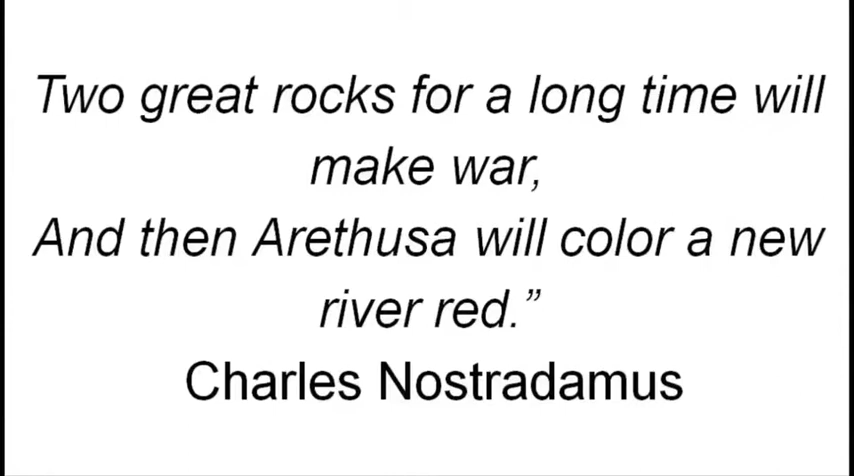 Two great rocks for a long time will
make war,
And then Arethusa will color a new
river red.”
Charles Nostradamus